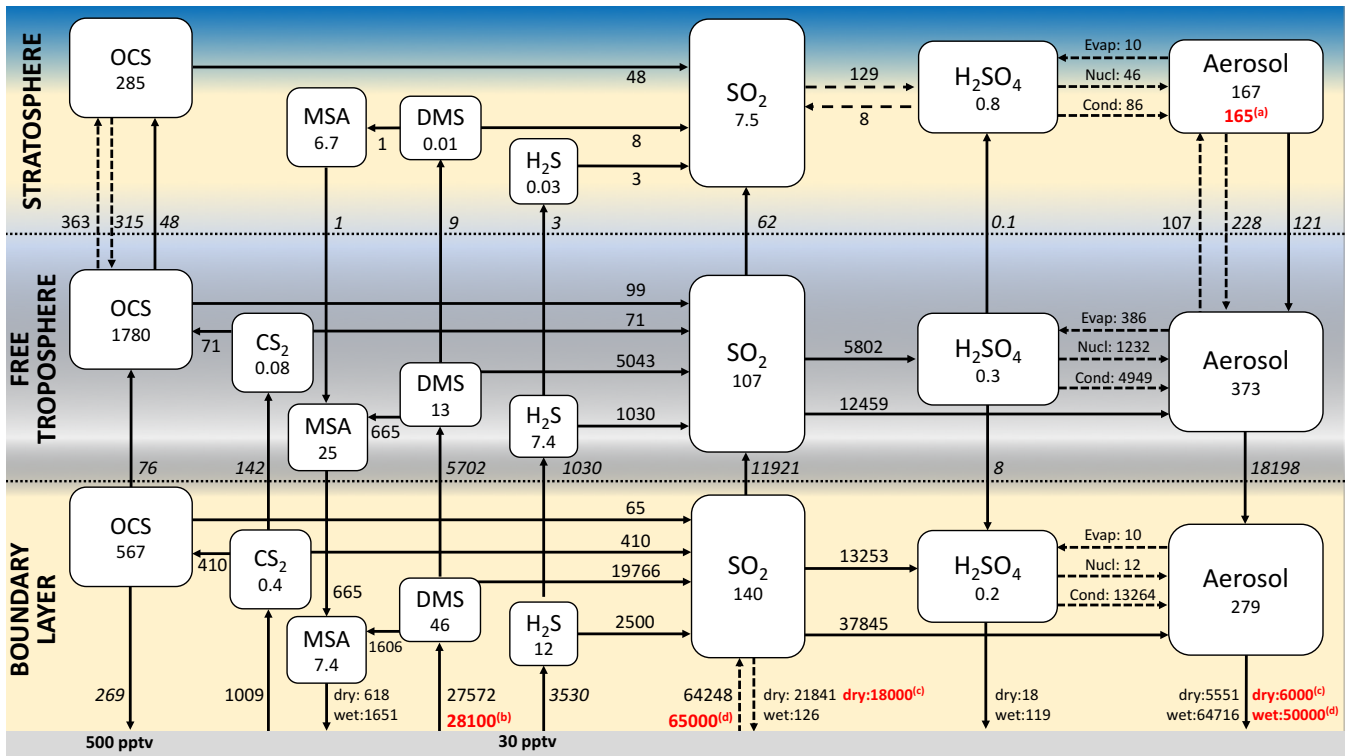 STRATOSPHERE
OCS
285
48
MSA
6.7
1
DMS
0.01
8
H₂S
0.03
3
SO₂
7.5
129
8
H₂SO₄
0.8
Evap: 10
Nucl: 46
Cond: 86
Aerosol
167
165(a)
363
315
48
1
9
3
62
0.1
107
228
121
FREE
TROPOSPHERE
OCS
1780
99
71
71
CS₂
0.08
5043
DMS
13
665
MSA
25
H₂S
7.4
1030
SO₂
107
5802
12459
H₂SO₄
0.3
Evap: 386
Nucl: 1232
Cond: 4949
Aerosol
373
76
142
5702
1030
11921
8
18198
BOUNDARY
LAYER
OCS
567
65
410
410
CS₂
0.4
19766
DMS
46
665
1606
MSA
7.4
H₂S
12
2500
SO₂
140
13253
37845
H₂SO₄
0.2
Evap: 10
Nucl: 12
Cond: 13264
Aerosol
279
269
1009
dry: 618
wet:1651
27572
28100(b)
3530
64248
65000(d)
dry: 21841 dry:18000(c)
wet:126
dry:18
wet:119
dry:5551
wet:64716
dry:6000(c)
wet:50000(d)
500 pptv
30 pptv